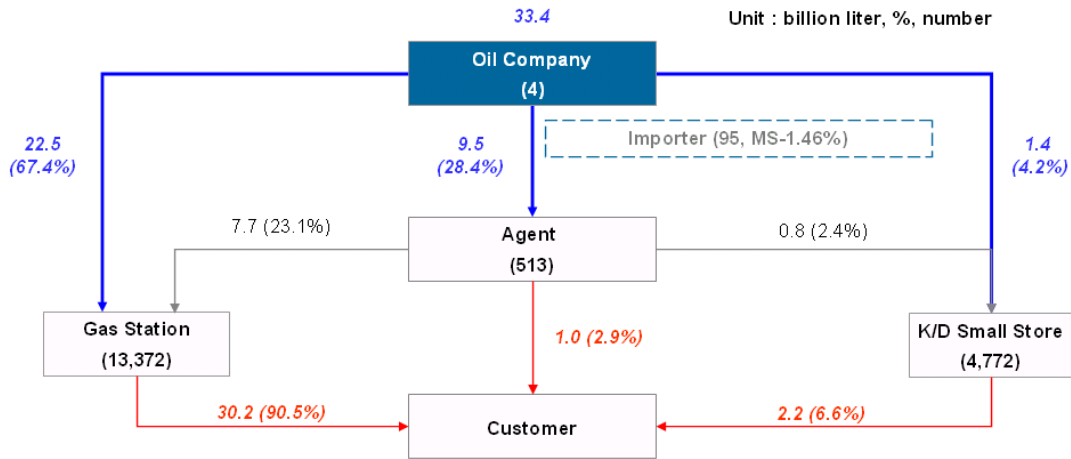 33.4
Unit : billion liter, %, number
Oil Company
(4)
22.5
(67.4%)
9.5
(28.4%)
Importer (95, MS-1.46%)
1.4
(4.2%)
7.7 (23.1%)
Agent
(513)
0.8 (2.4%)
Gas Station
(13,372)
1.0 (2.9%)
K/D Small Store
(4,772)
30.2 (90.5%)
Customer
2.2 (6.6%)